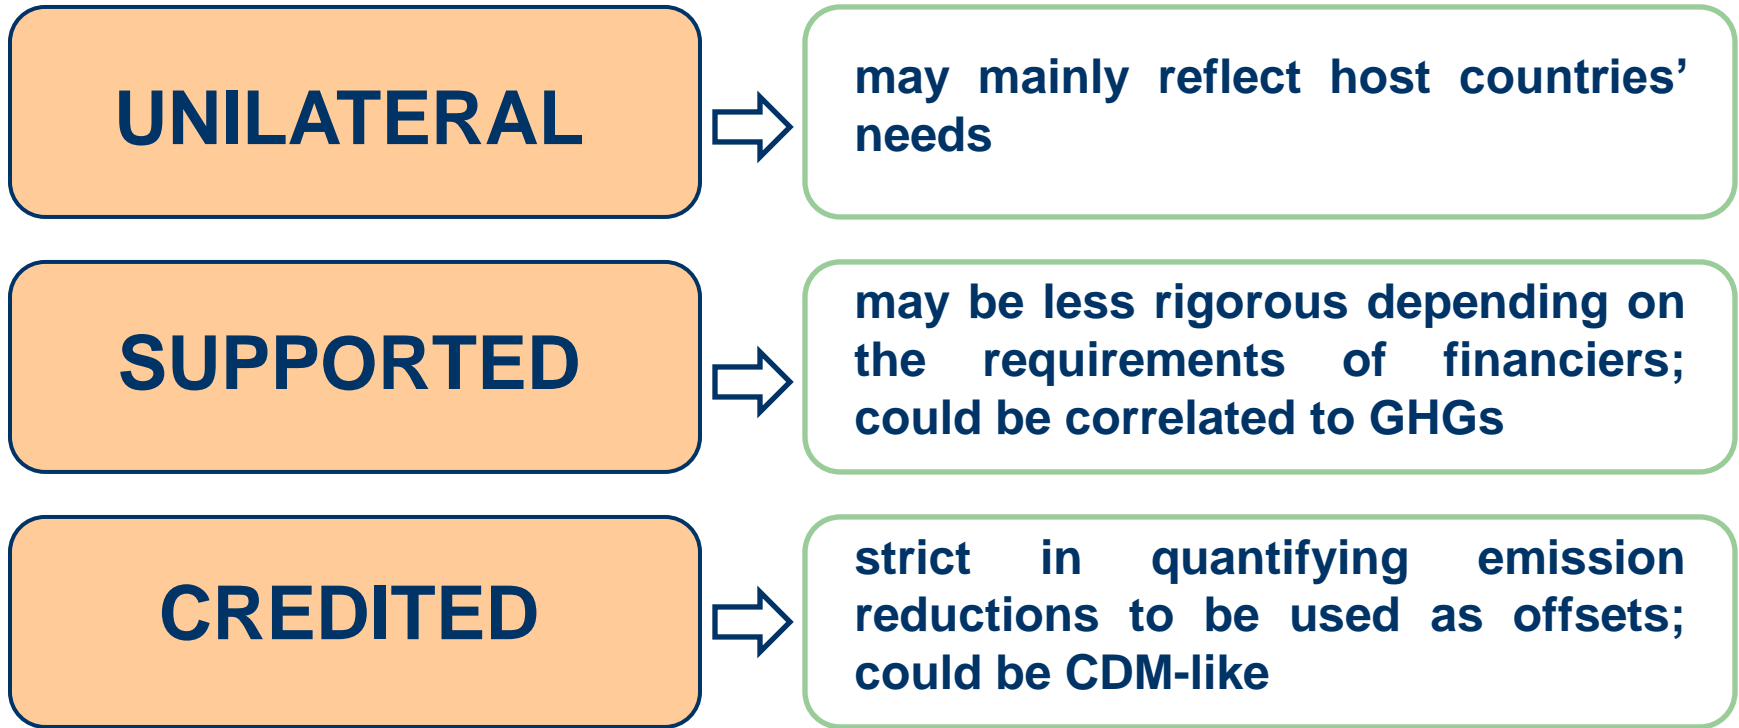 UNILATERAL
may mainly reflect host countries’
needs
SUPPORTED
may be less rigorous depending on
the requirements of financiers;
could be correlated to GHGs
CREDITED
strict in quantifying emission
reductions to be used as offsets;
could be CDM-like